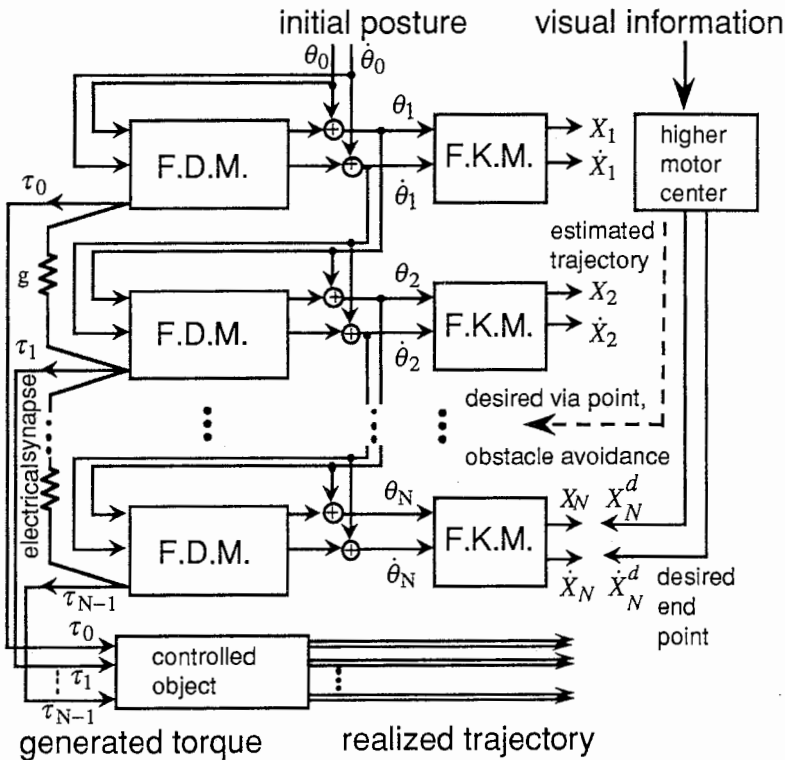 initial posture
visual information
θ₀ θ̇₀
F.D.M.
θ₁
θ̇₁
F.K.M.
X₁
Ẋ₁
higher
motor
center
τ₀
g
estimated
trajectory
F.D.M.
θ₂
θ̇₂
F.K.M.
X₂
Ẋ₂
τ₁
electrical synapse
desired via point,
obstacle avoidance
F.D.M.
θN
θ̇N
F.K.M.
XN X^d_N
ẊN Ẋ^d_N
desired
end
point
τN−1
τ₀
τ₁
τN−1
controlled
object
generated torque
realized trajectory